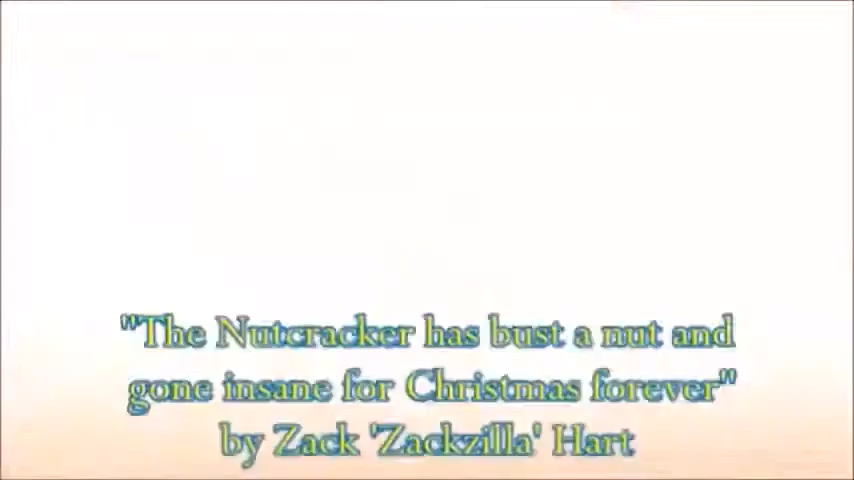 "The Nutcracker has bust a nut and
gone insane for Christmas forever"
by Zack 'Zackzilla' Hart